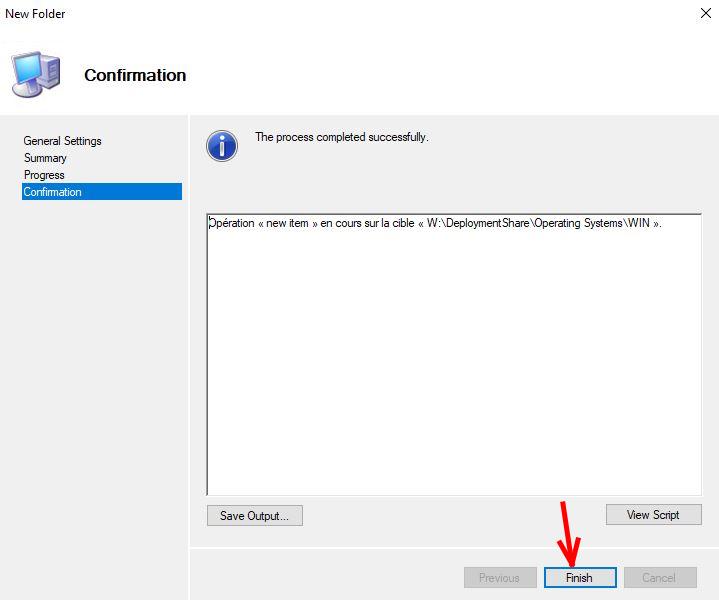 New Folder
Confirmation
General Settings
Summary
Progress
Confirmation
The process completed successfully.
Opération « new item » en cours sur la cible « W:\DeploymentShare\Operating Systems\WIN ».
Save Output...
View Script
Previous
Finish
Cancel